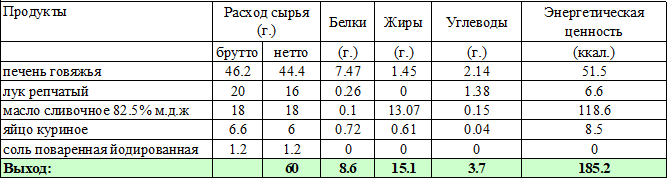 Продукты Расход сырья Белки Жиры Углеводы Энергетическая
(г.) ценность
брутто нетто (г.) (г.) (г.) (ккал.)
печень говяжья 46.2 44.4 7.47 1.45 2.14 51.5
лук репчатый 20 16 0.26 0 1.38 6.6
масло сливочное 82.5% м.д.ж 18 18 0.1 13.07 0.15 118.6
яйцо куриное 6.6 6 0.72 0.61 0.04 8.5
соль поваренная йодированная 1.2 1.2 0 0 0 0
Выход: 60 8.6 15.1 3.7 185.2